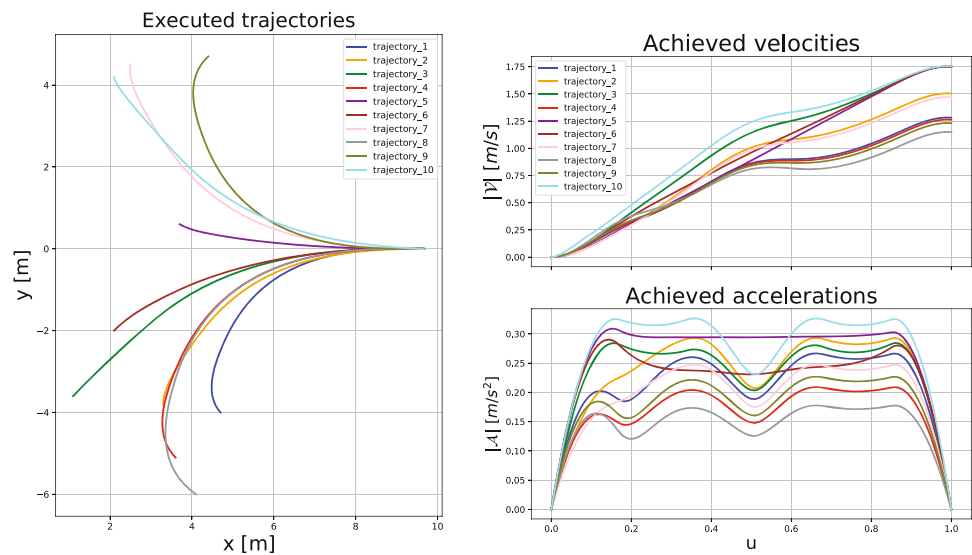 Executed trajectories
trajectory_1
trajectory_2
trajectory_3
trajectory_4
trajectory_5
trajectory_6
trajectory_7
trajectory_8
trajectory_9
trajectory_10
4
2
0
−2
−4
−6
y [m]
2
4
6
8
10
x [m]
Achieved velocities
trajectory_1
trajectory_2
trajectory_3
trajectory_4
trajectory_5
trajectory_6
trajectory_7
trajectory_8
trajectory_9
trajectory_10
1.75
1.50
1.25
1.00
0.75
0.50
0.25
0.00
|𝒱| [m/s]
Achieved accelerations
0.30
0.25
0.20
0.15
0.10
0.05
0.00
|𝒜| [m/s²]
0.0
0.2
0.4
0.6
0.8
1.0
u